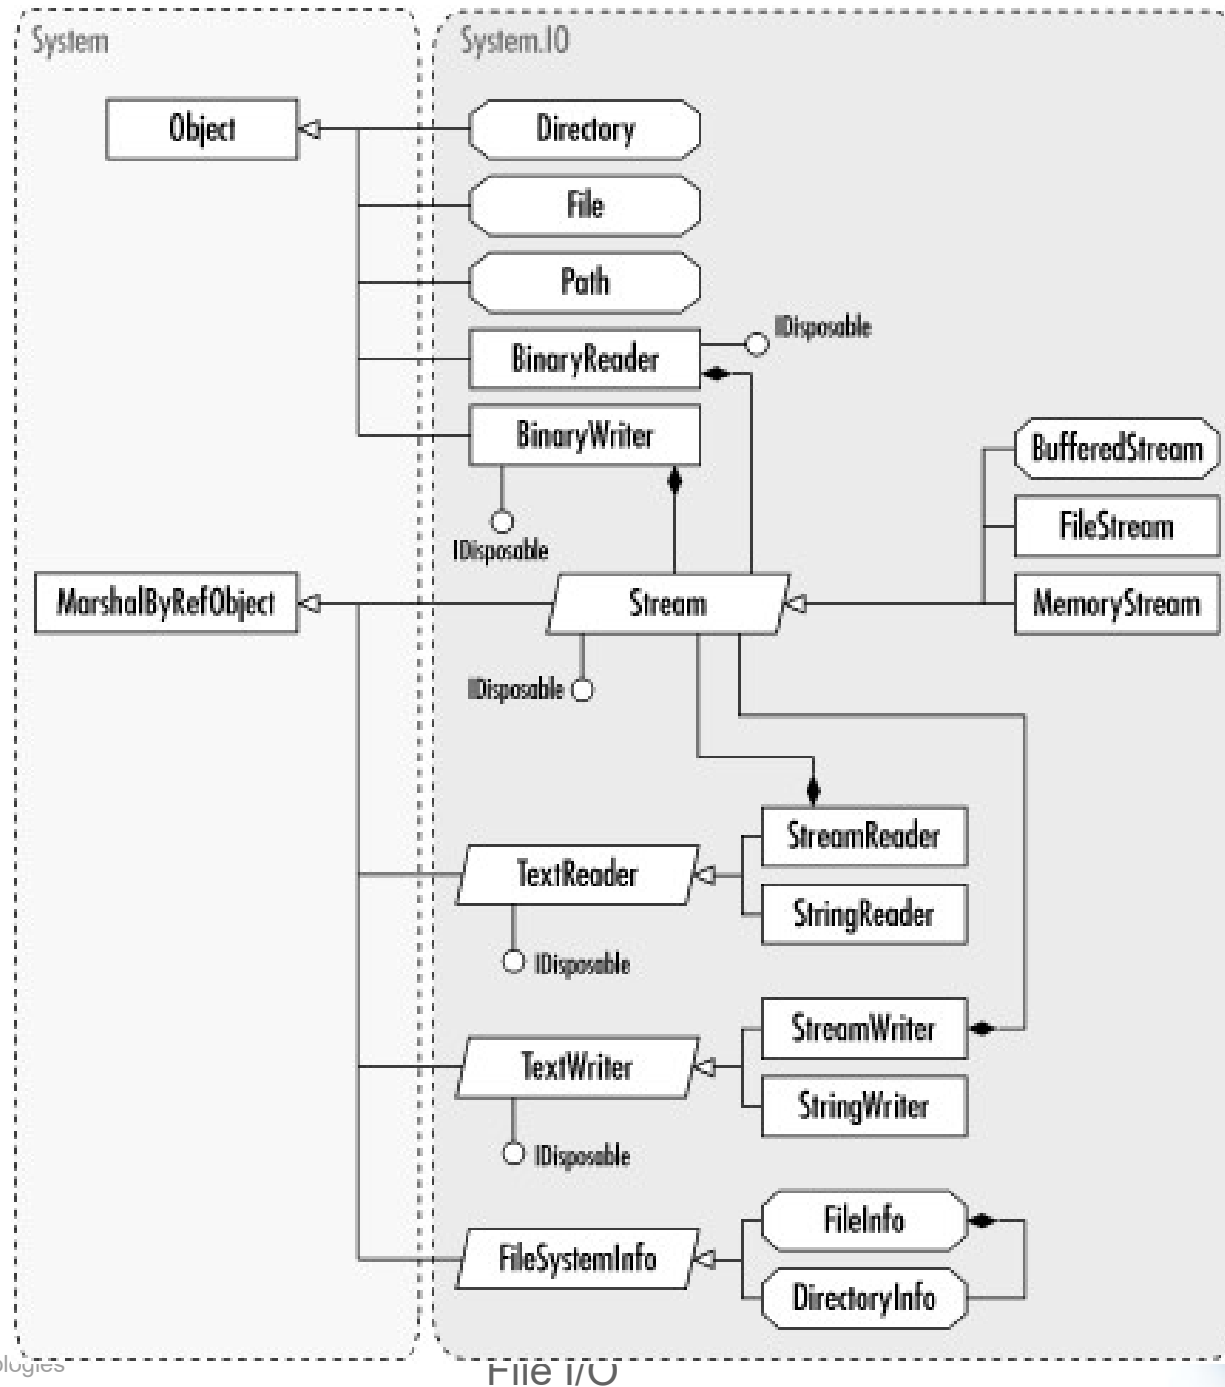 System
System.IO
Object
Directory
File
Path
IDisposable
BinaryReader
BinaryWriter
BufferedStream
FileStream
IDisposable
MarshalByRefObject
Stream
MemoryStream
IDisposable
StreamReader
TextReader
StringReader
IDisposable
StreamWriter
TextWriter
StringWriter
IDisposable
FileInfo
FileSystemInfo
DirectoryInfo
File I/O